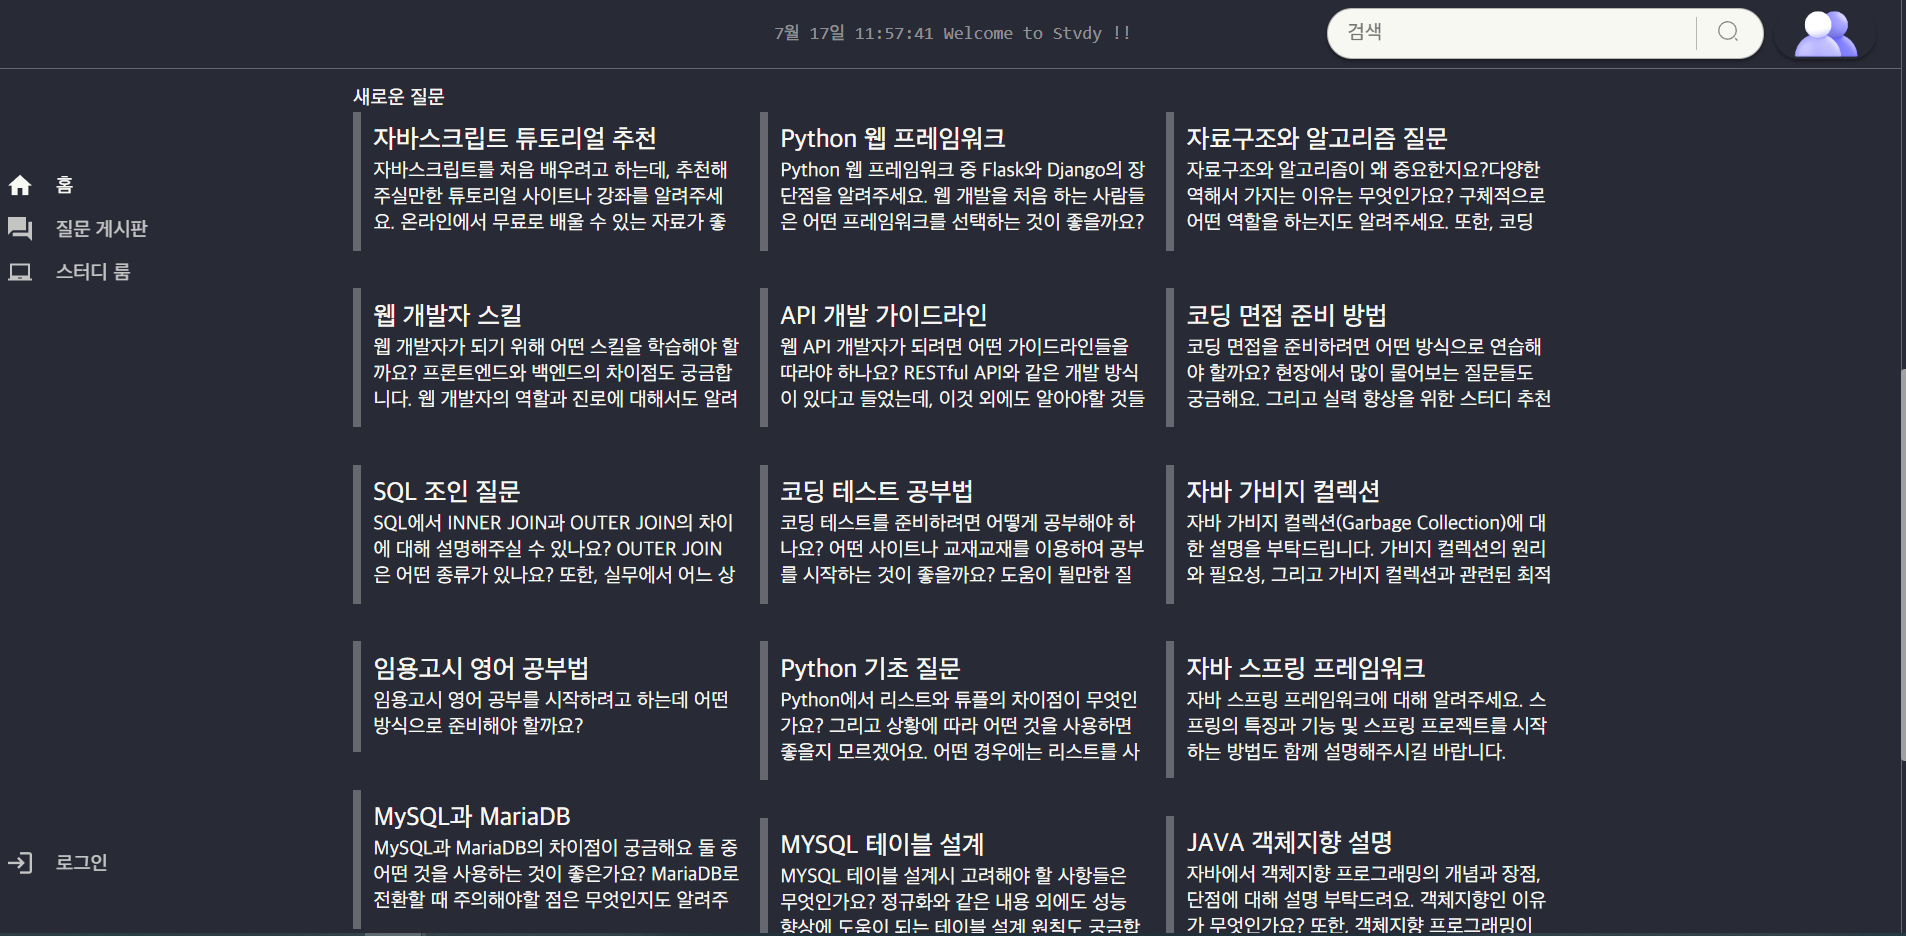 7월 17일 11:57:41 Welcome to Stvdy !!
검색
홈
질문 게시판
스터디 룸
로그인
새로운 질문
자바스크립트 튜토리얼 추천
자바스크립트를 처음 배우려고 하는데, 추천해
주실만한 튜토리얼 사이트나 강좌를 알려주세
요. 온라인에서 무료로 배울 수 있는 자료가 좋
Python 웹 프레임워크
Python 웹 프레임워크 중 Flask와 Django의 장
단점을 알려주세요. 웹 개발을 처음 하는 사람들
은 어떤 프레임워크를 선택하는 것이 좋을까요?
자료구조와 알고리즘 질문
자료구조와 알고리즘이 왜 중요한지요?다양한
역해서 가지는 이유는 무엇인가요? 구체적으로
어떤 역할을 하는지도 알려주세요. 또한, 코딩
웹 개발자 스킬
웹 개발자가 되기 위해 어떤 스킬을 학습해야 할
까요? 프론트엔드와 백엔드의 차이점도 궁금합
니다. 웹 개발자의 역할과 진로에 대해서도 알려
API 개발 가이드라인
웹 API 개발자가 되려면 어떤 가이드라인들을
따라야 하나요? RESTful API와 같은 개발 방식
이 있다고 들었는데, 이것 외에도 알아야할 것들
코딩 면접 준비 방법
코딩 면접을 준비하려면 어떤 방식으로 연습해
야 할까요? 현장에서 많이 물어보는 질문들도
궁금해요. 그리고 실력 향상을 위한 스터디 추천
SQL 조인 질문
SQL에서 INNER JOIN과 OUTER JOIN의 차이
에 대해 설명해주실 수 있나요? OUTER JOIN
은 어떤 종류가 있나요? 또한, 실무에서 어느 상
코딩 테스트 공부법
코딩 테스트를 준비하려면 어떻게 공부해야 하
나요? 어떤 사이트나 교재교재를 이용하여 공부
를 시작하는 것이 좋을까요? 도움이 될만한 질
자바 가비지 컬렉션
자바 가비지 컬렉션(Garbage Collection)에 대
한 설명을 부탁드립니다. 가비지 컬렉션의 원리
와 필요성, 그리고 가비지 컬렉션과 관련된 최적
임용고시 영어 공부법
임용고시 영어 공부를 시작하려고 하는데 어떤
방식으로 준비해야 할까요?
Python 기초 질문
Python에서 리스트와 튜플의 차이점이 무엇인
가요? 그리고 상황에 따라 어떤 것을 사용하면
좋을지 모르겠어요. 어떤 경우에는 리스트를 사
자바 스프링 프레임워크
자바 스프링 프레임워크에 대해 알려주세요. 스
프링의 특징과 기능 및 스프링 프로젝트를 시작
하는 방법도 함께 설명해주시길 바랍니다.
MySQL과 MariaDB
MySQL과 MariaDB의 차이점이 궁금해요 둘 중
어떤 것을 사용하는 것이 좋은가요? MariaDB로
전환할 때 주의해야할 점은 무엇인지도 알려주
MYSQL 테이블 설계
MYSQL 테이블 설계시 고려해야 할 사항들은
무엇인가요? 정규화와 같은 내용 외에도 성능
향상에 도움이 되는 테이블 설계 원칙도 궁금합
JAVA 객체지향 설명
자바에서 객체지향 프로그래밍의 개념과 장점,
단점에 대해 설명 부탁드려요. 객체지향인 이유
가 무엇인가요? 또한, 객체지향 프로그래밍이